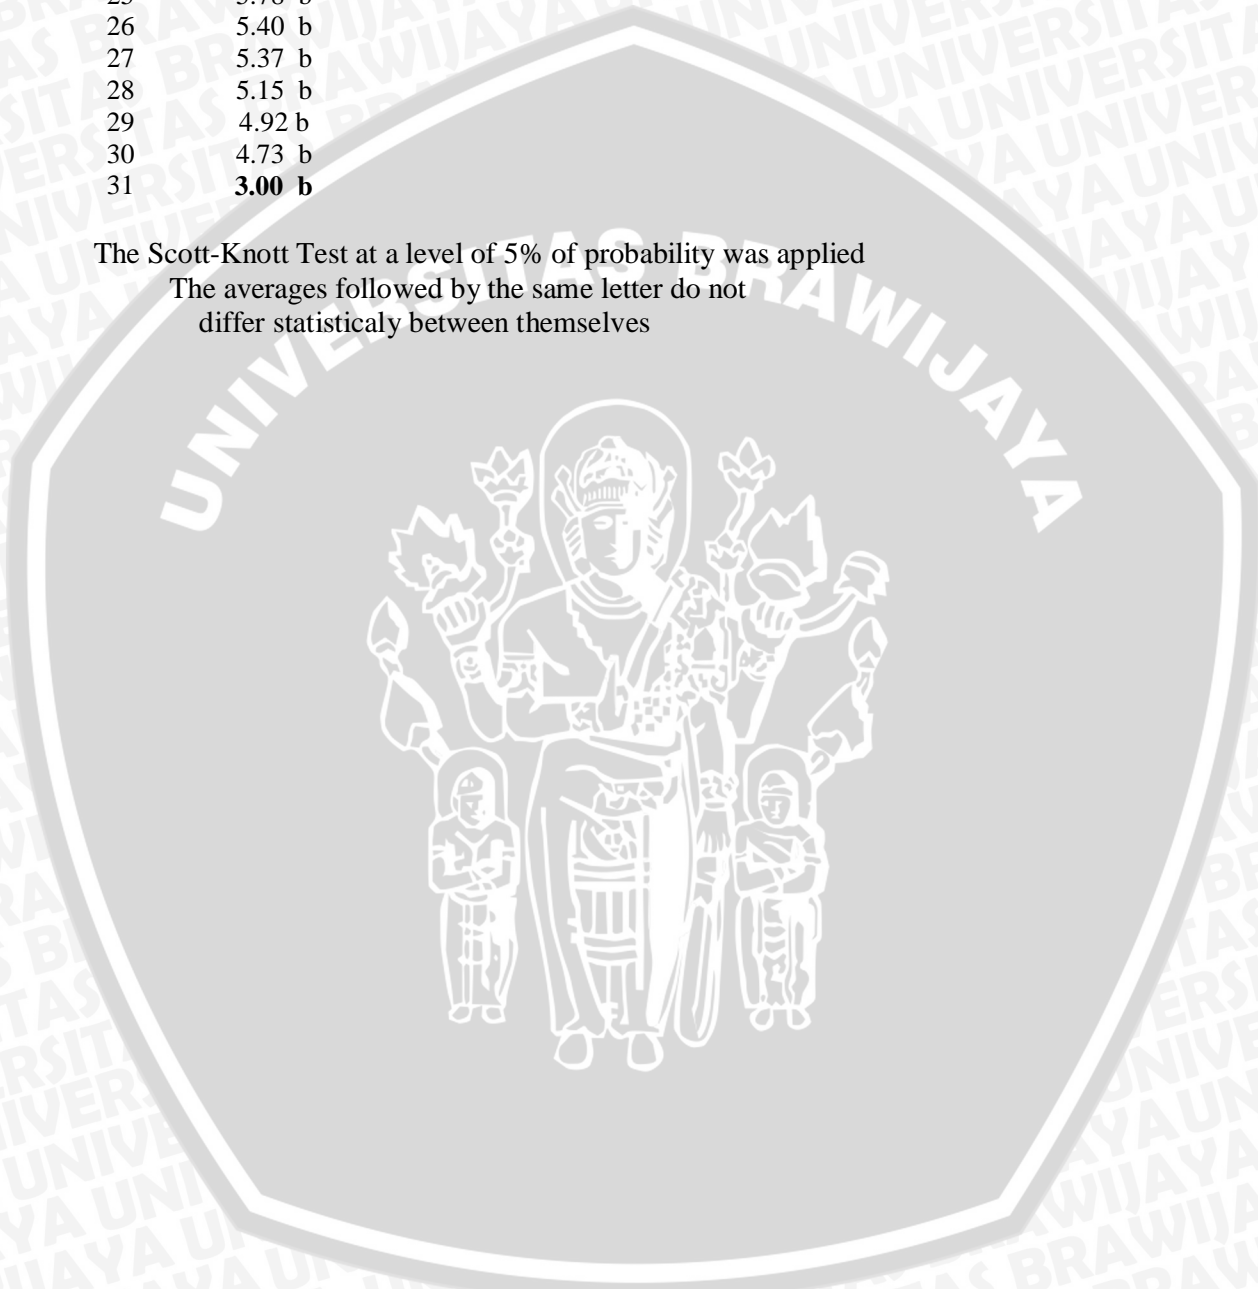 26 5.40 b
27 5.37 b
28 5.15 b
29 4.92 b
30 4.73 b
31 3.00 b
The Scott-Knott Test at a level of 5% of probability was applied
The averages followed by the same letter do not
differ statisticaly between themselves
UNIVERSITAS BRAWIJAYA